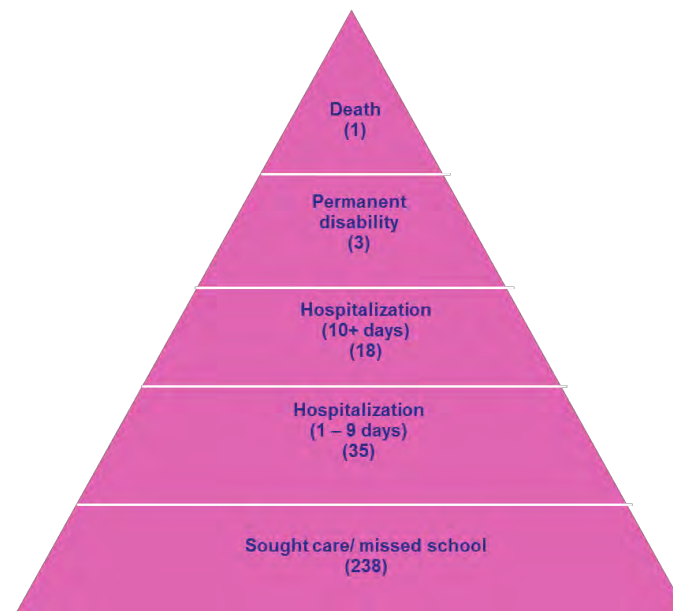 Death
(1)
Permanent
disability
(3)
Hospitalization
(10+ days)
(18)
Hospitalization
(1 – 9 days)
(35)
Sought care/ missed school
(238)